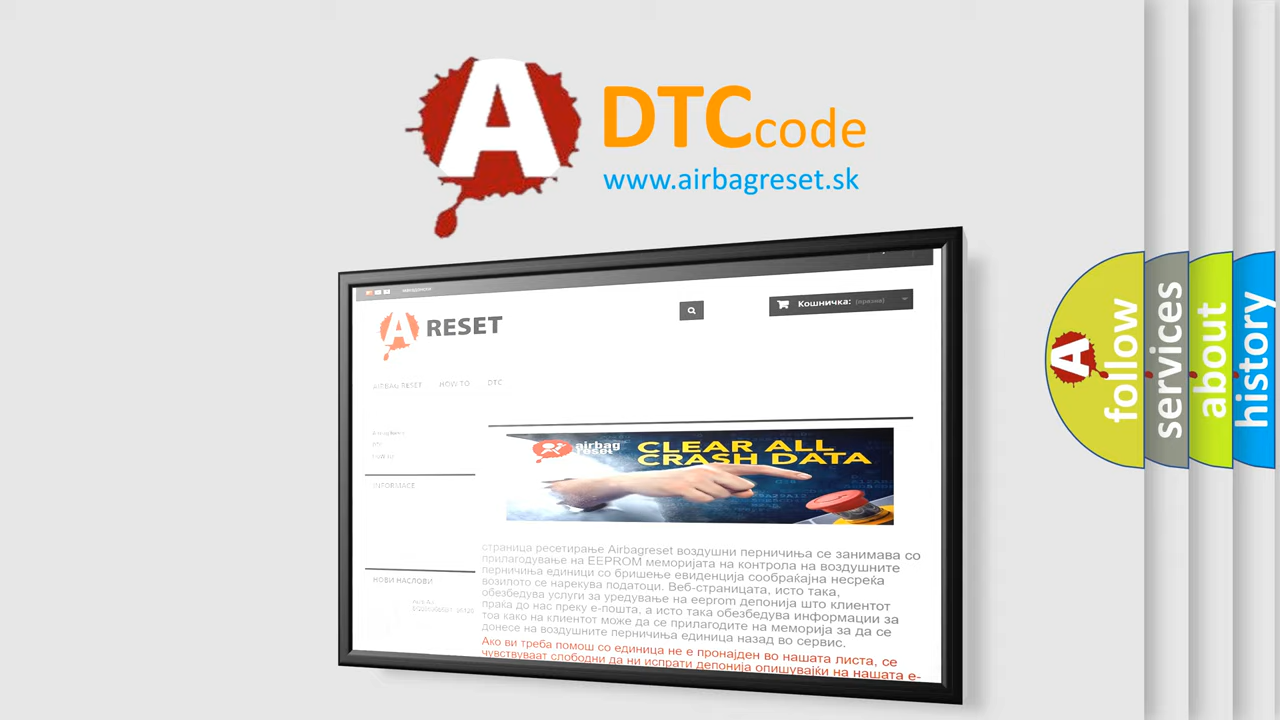 A
DTC code
www.airbagreset.sk
Кошничка: (празни)
A RESET
AIRBAG RESET HOW TO DTC
INFORMACE
НОВИ НАСЛОВИ
airbag
reset
CLEAR ALL
CRASH DATA
страница ресетирање Airbagreset воздушни перничиња се занимава со
прилагодување на EEPROM меморијата на контрола на воздушните
перничиња единици со бришење евиденција сообраќајна несреќа
возилото се нарекува податоци. Веб-страницата, исто така,
обезбедува услуги за уредување на eeprom депонија што клиентот
праќа до нас преку е-пошта, а исто така обезбедува информации за
тоа како на клиентот може да се прилагодите на меморија за да се
донесе на воздушните перничиња единица назад во сервис.
Ако ви треба помош со единица не е пронајден во нашата листа, се
чувствуваат слободни да ни испрати депонија опишувајќи на нашата е-
A
follow
services
about
history